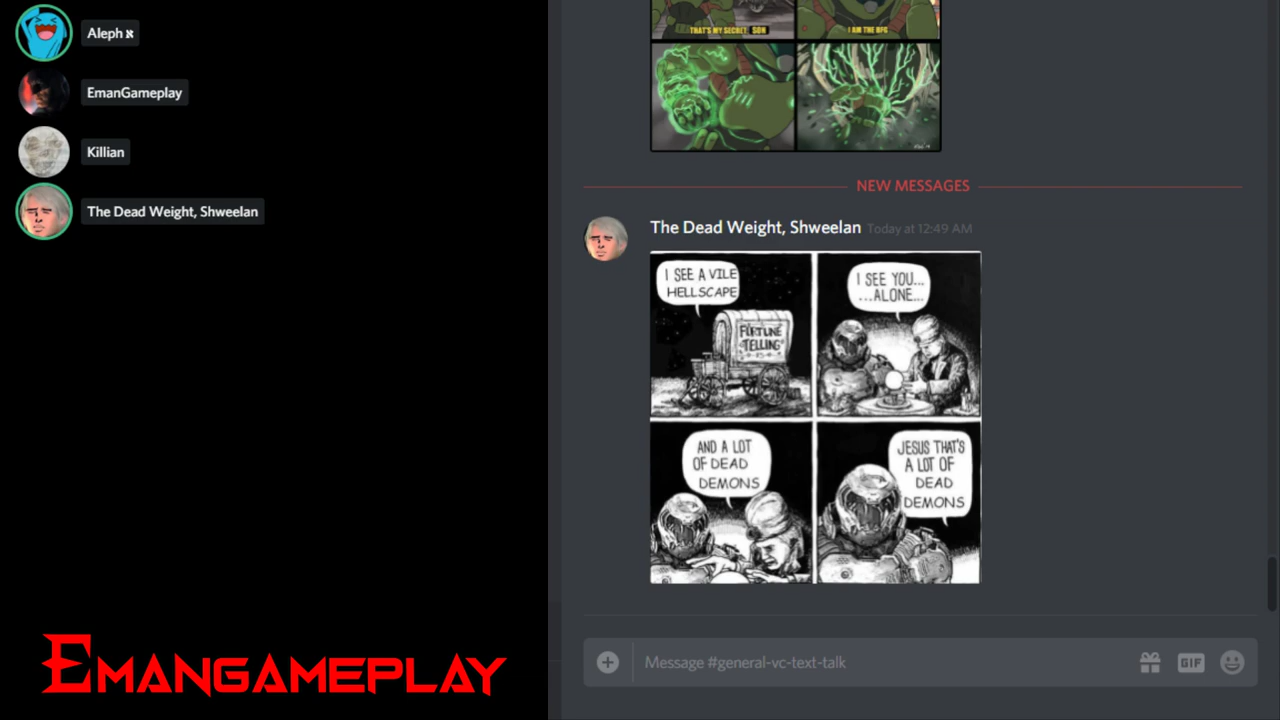 Aleph א
EmanGameplay
Killian
The Dead Weight, Shweelan
EMANGAMEPLAY
THAT'S MY SECRET, SON
I AM THE BFG
NEW MESSAGES
The Dead Weight, Shweelan Today at 12:49 AM
I SEE A VILE
HELLSCAPE
FORTUNE
TELLING
I SEE YOU...
...ALONE...
AND A LOT
OF DEAD
DEMONS
JESUS THAT'S
A LOT OF
DEAD
DEMONS
Message #general-vc-text-talk
GIF